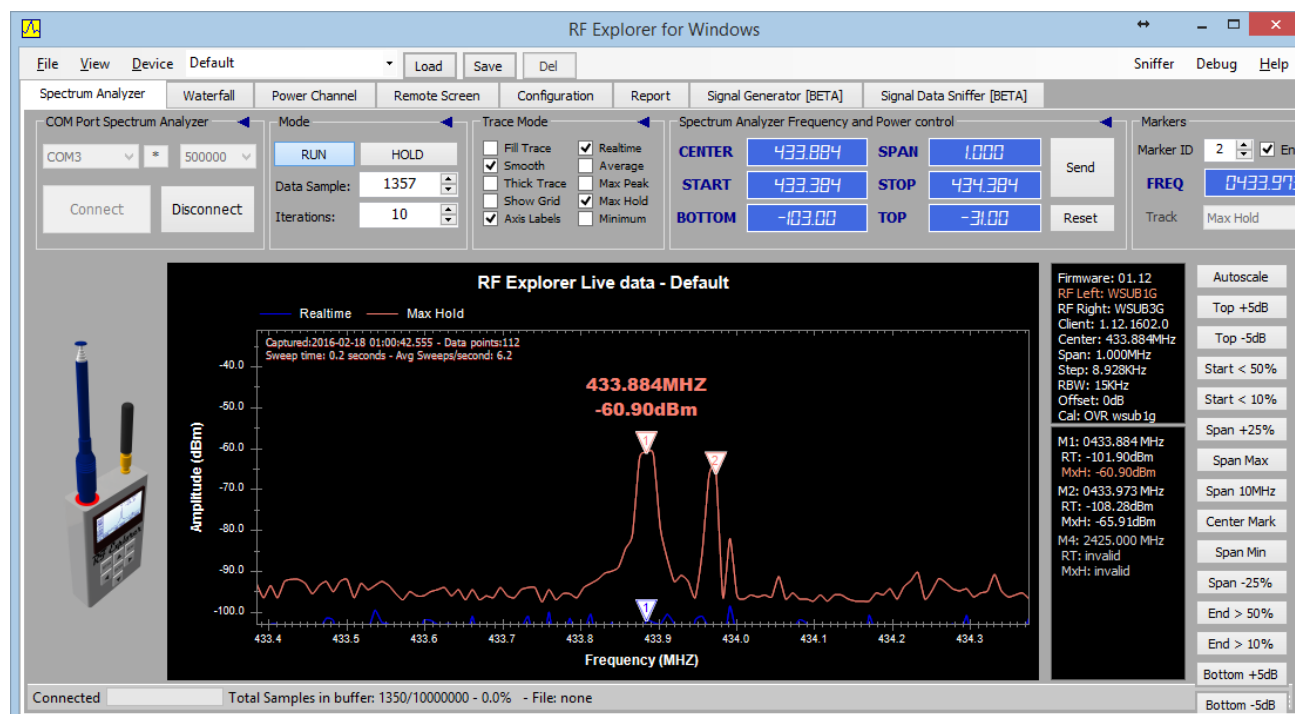 RF Explorer for Windows
File View Device Default Load Save Del Sniffer Debug Help
Spectrum Analyzer Waterfall Power Channel Remote Screen Configuration Report Signal Generator [BETA] Signal Data Sniffer [BETA]
COM Port Spectrum Analyzer
COM3 * 500000
Connect Disconnect
Mode
RUN HOLD
Data Sample: 1357
Iterations: 10
Trace Mode
Fill Trace Realtime
Smooth Average
Thick Trace Max Peak
Show Grid Max Hold
Axis Labels Minimum
Spectrum Analyzer Frequency and Power control
CENTER 433.884 SPAN 1.000
START 433.384 STOP 434.384
BOTTOM -103.00 TOP -31.00
Send
Reset
Markers
Marker ID 2 En
FREQ 0433.973
Track Max Hold
RF Explorer
RF Explorer Live data - Default
Realtime Max Hold
Captured:2016-02-18 01:00:42.555 - Data points:112
Sweep time: 0.2 seconds - Avg Sweeps/second: 6.2
433.884MHZ
-60.90dBm
1
2
1
Amplitude (dBm)
-40.0
-50.0
-60.0
-70.0
-80.0
-90.0
-100.0
433.4 433.5 433.6 433.7 433.8 433.9 434.0 434.1 434.2 434.3
Frequency (MHZ)
Firmware: 01.12
RF Left: WSUB1G
RF Right: WSUB3G
Client: 1.12.1602.0
Center: 433.884MHz
Span: 1.000MHz
Step: 8.928KHz
RBW: 15KHz
Offset: 0dB
Cal: OVR wsub1g
M1: 0433.884 MHz
RT: -101.90dBm
MxH: -60.90dBm
M2: 0433.973 MHz
RT: -108.28dBm
MxH: -65.91dBm
M4: 2425.000 MHz
RT: invalid
MxH: invalid
Autoscale
Top +5dB
Top -5dB
Start < 50%
Start < 10%
Span +25%
Span Max
Span 10MHz
Center Mark
Span Min
Span -25%
End > 50%
End > 10%
Bottom +5dB
Bottom -5dB
Connected Total Samples in buffer: 1350/10000000 - 0.0% - File: none